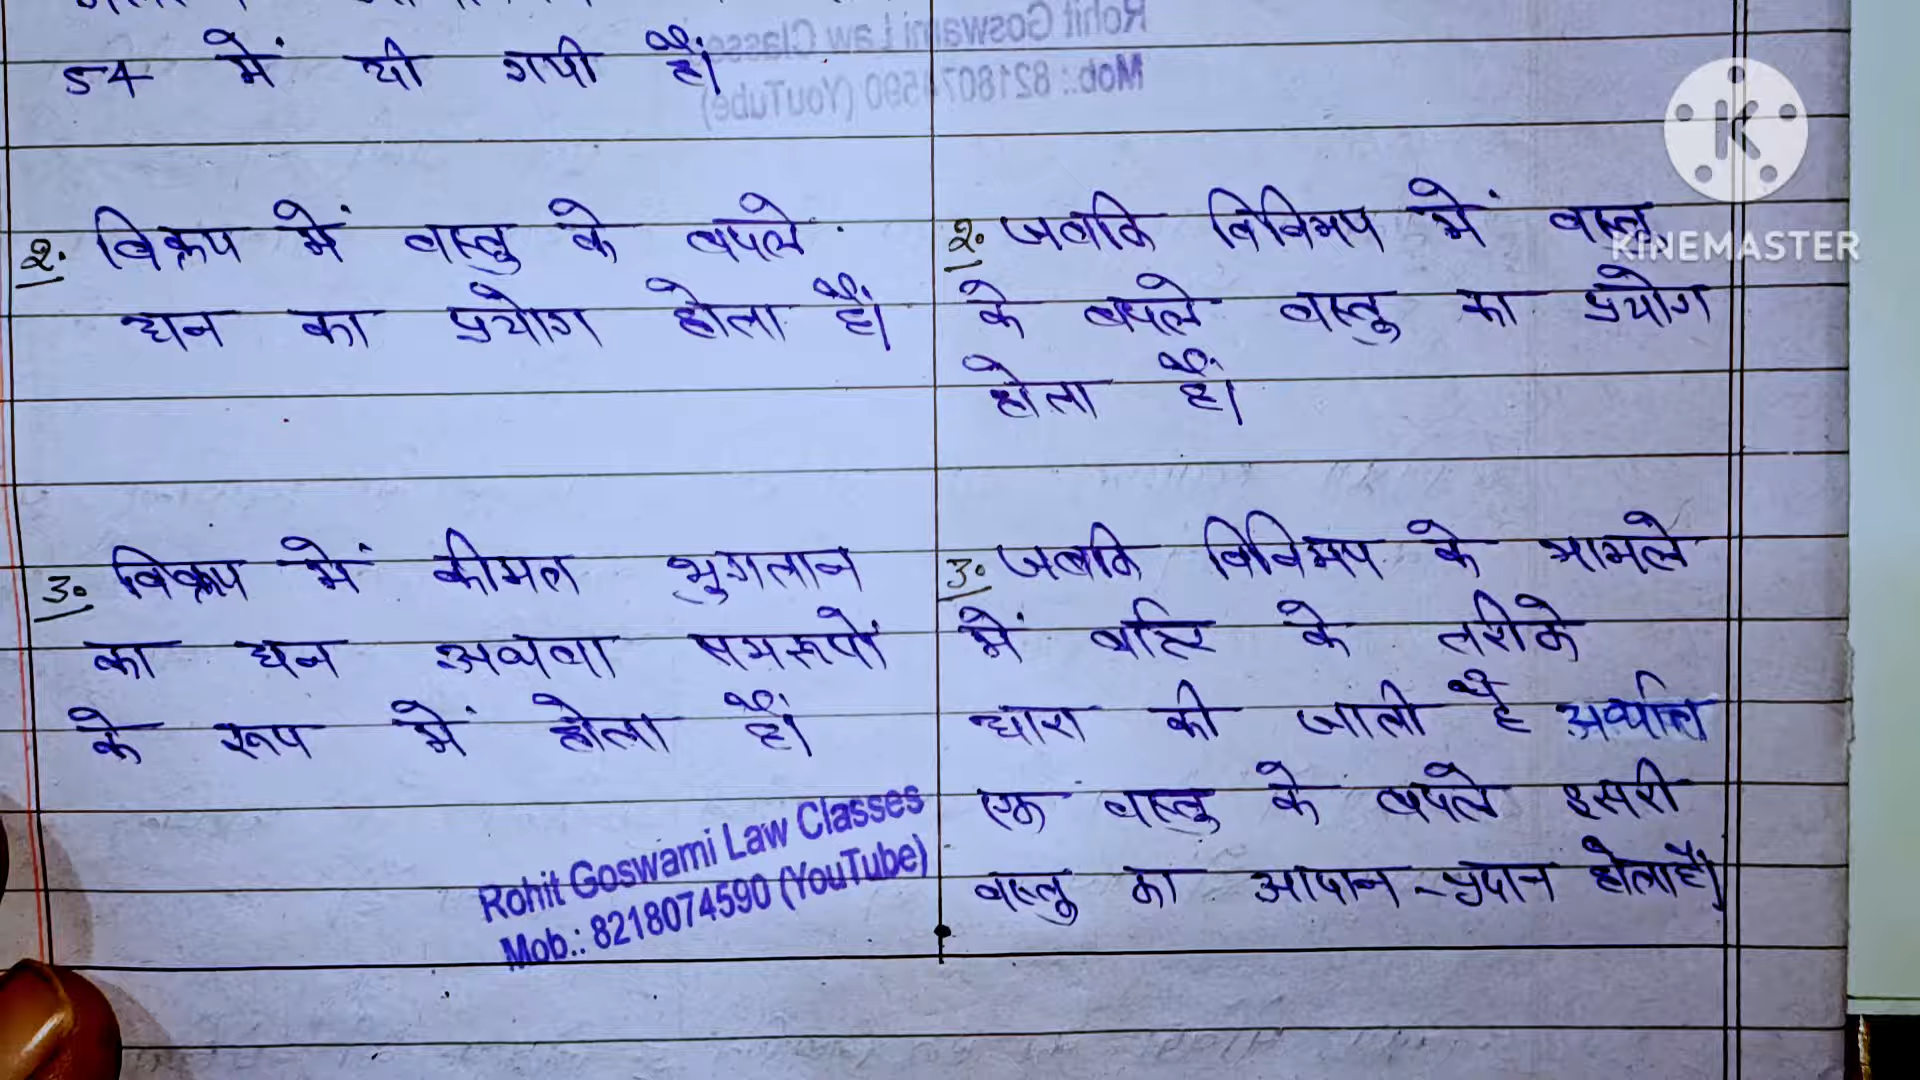 54 में दी गयी हैं।
2. विक्रय में वस्तु के बदले
धन का प्रयोग होता हैं।
3. विक्रय में कीमत भुगतान
का धन अथवा समरूपों
के रूप में होता हैं।
Rohit Goswami Law Classes
Mob.: 8218074590 (YouTube)
Rohit Goswami Law Classes
Mob.: 8218074590 (YouTube)
2. जबकि विनिमय में वस्तु
के बदले वस्तु का प्रयोग
होता हैं।
3. जबकि विनिमय के मामले
में बार्टर के तरीके
द्वारा की जाती है अर्थात
एक वस्तु के बदले दूसरी
वस्तु का आदान-प्रदान होता है।
K
KINEMASTER